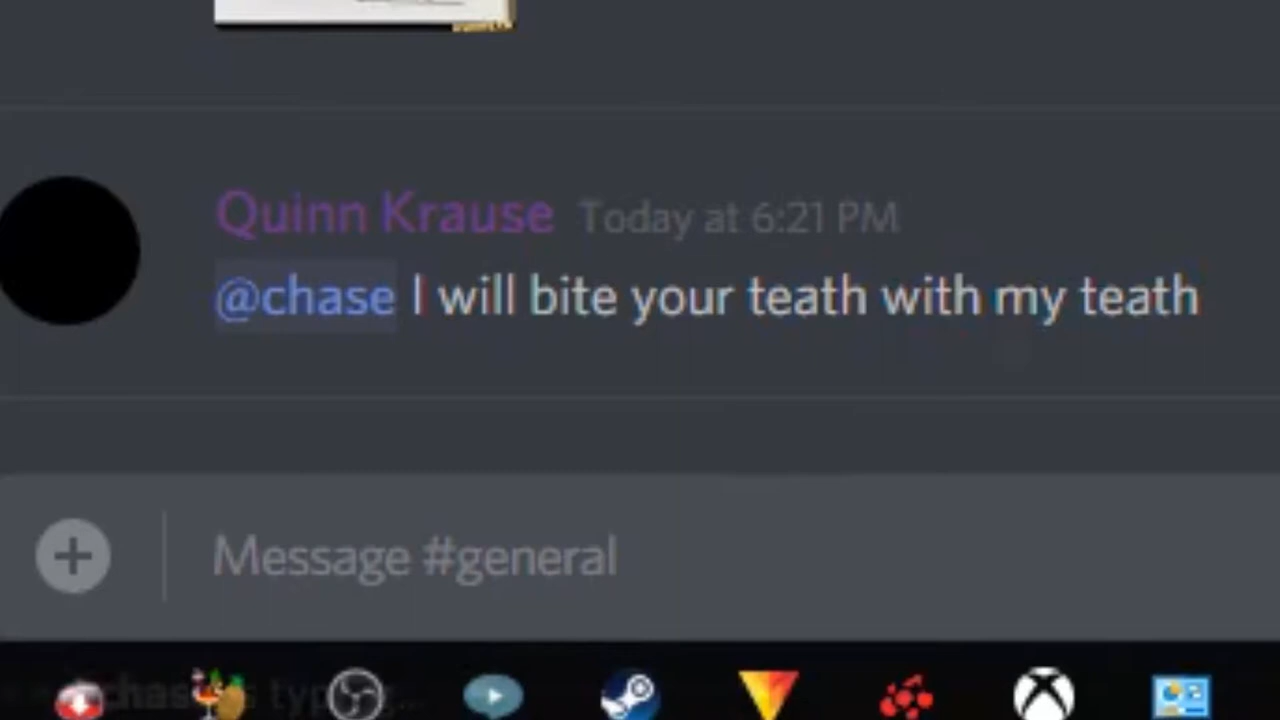 Quinn Krause Today at 6:21 PM
@chase I will bite your teath with my teath
Message #general